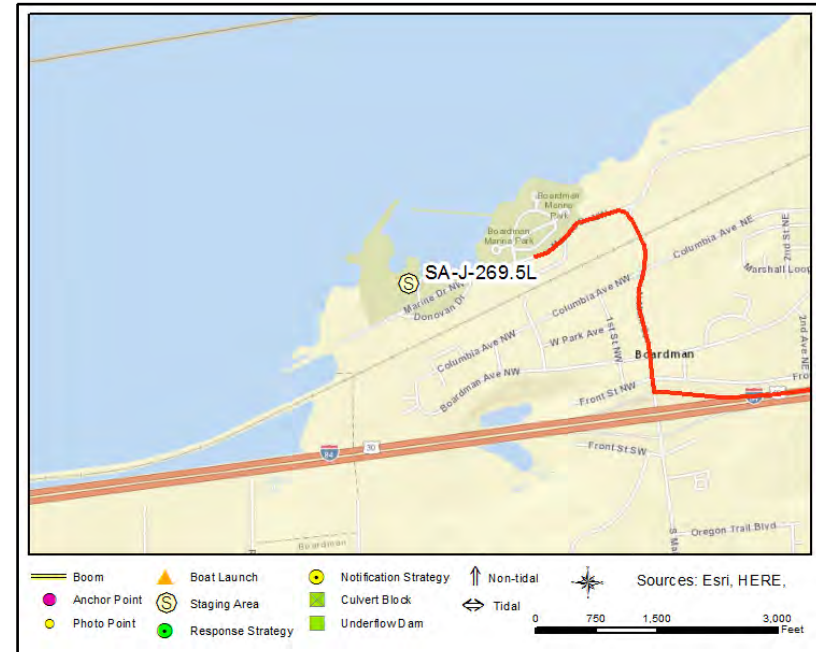 Boardman
Marina
Park
Boardman
Marina Park
SA-J-269.5L
Marine Dr NW
Donovan Dr
Columbia Ave NE
2nd St NE
Marshall Loop
Columbia Ave NW
W Park Ave
1st St NW
Boardman
2nd Ave NE
Columbia Ave NW
Boardman Ave NW
Front St NW
84
30
Front St SW
Boardman
Oregon Trail Blvd
Boom
Boat Launch
Notification Strategy
Non-tidal
Sources: Esri, HERE,
Anchor Point
S Staging Area
Culvert Block
Tidal
Photo Point
Response Strategy
Underflow Dam
0 750 1,500 3,000
Feet